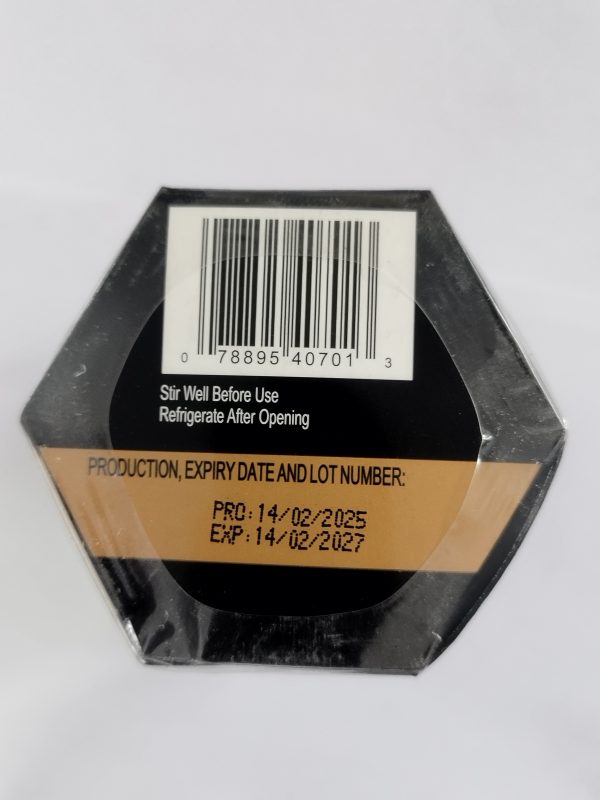 0 78895 40701 3
Stir Well Before Use
Refrigerate After Opening
PRODUCTION, EXPIRY DATE AND LOT NUMBER:
PRO:14/02/2025
EXP:14/02/2027